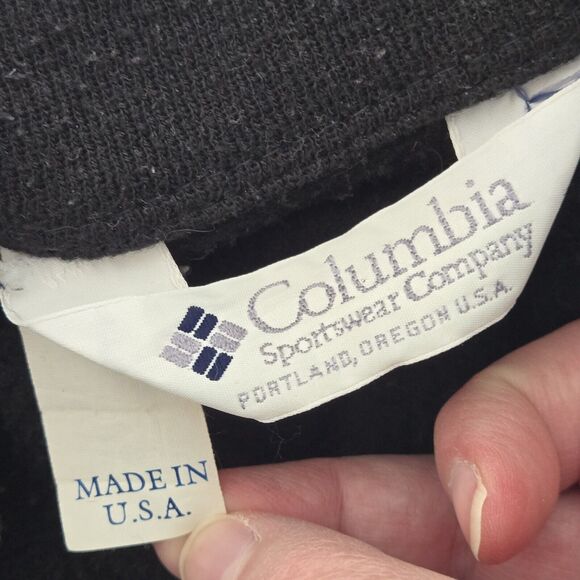 Columbia
Sportswear Company
PORTLAND, OREGON U.S.A.
MADE IN
U.S.A.